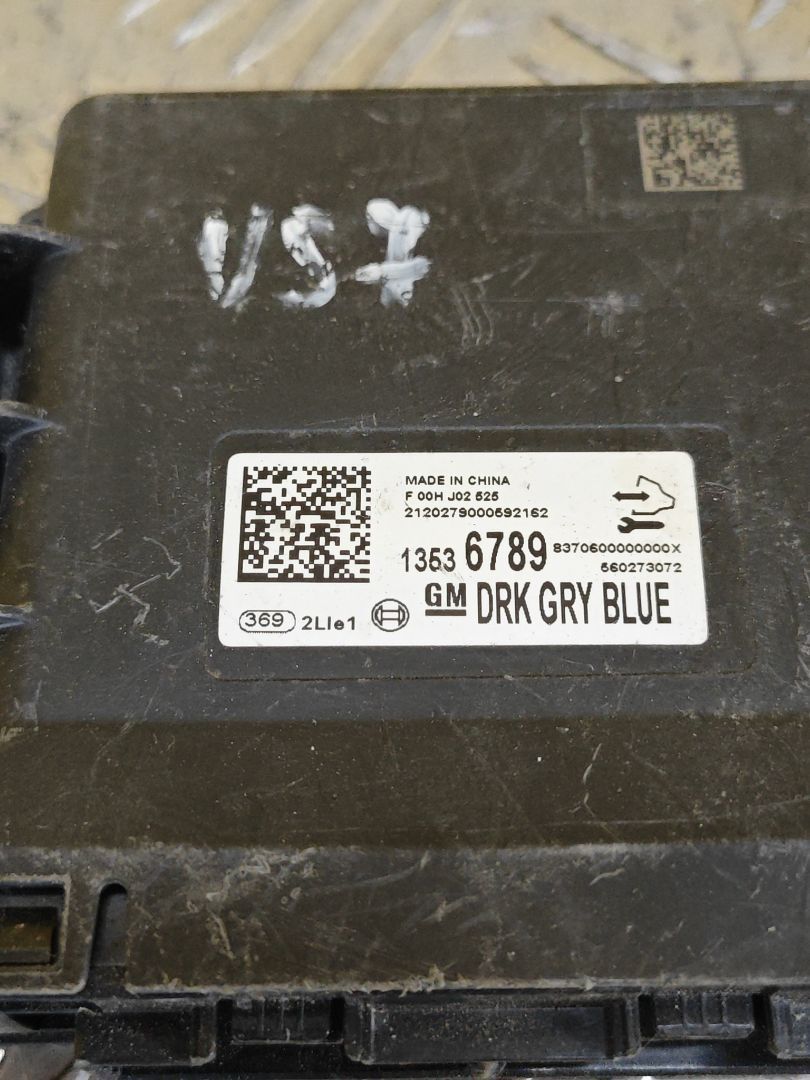 VS7
MADE IN CHINA
F 00H J02 525
2120279000592162
1353 6789
8370600000000X
560273072
369 2LIe1
GM DRK GRY BLUE